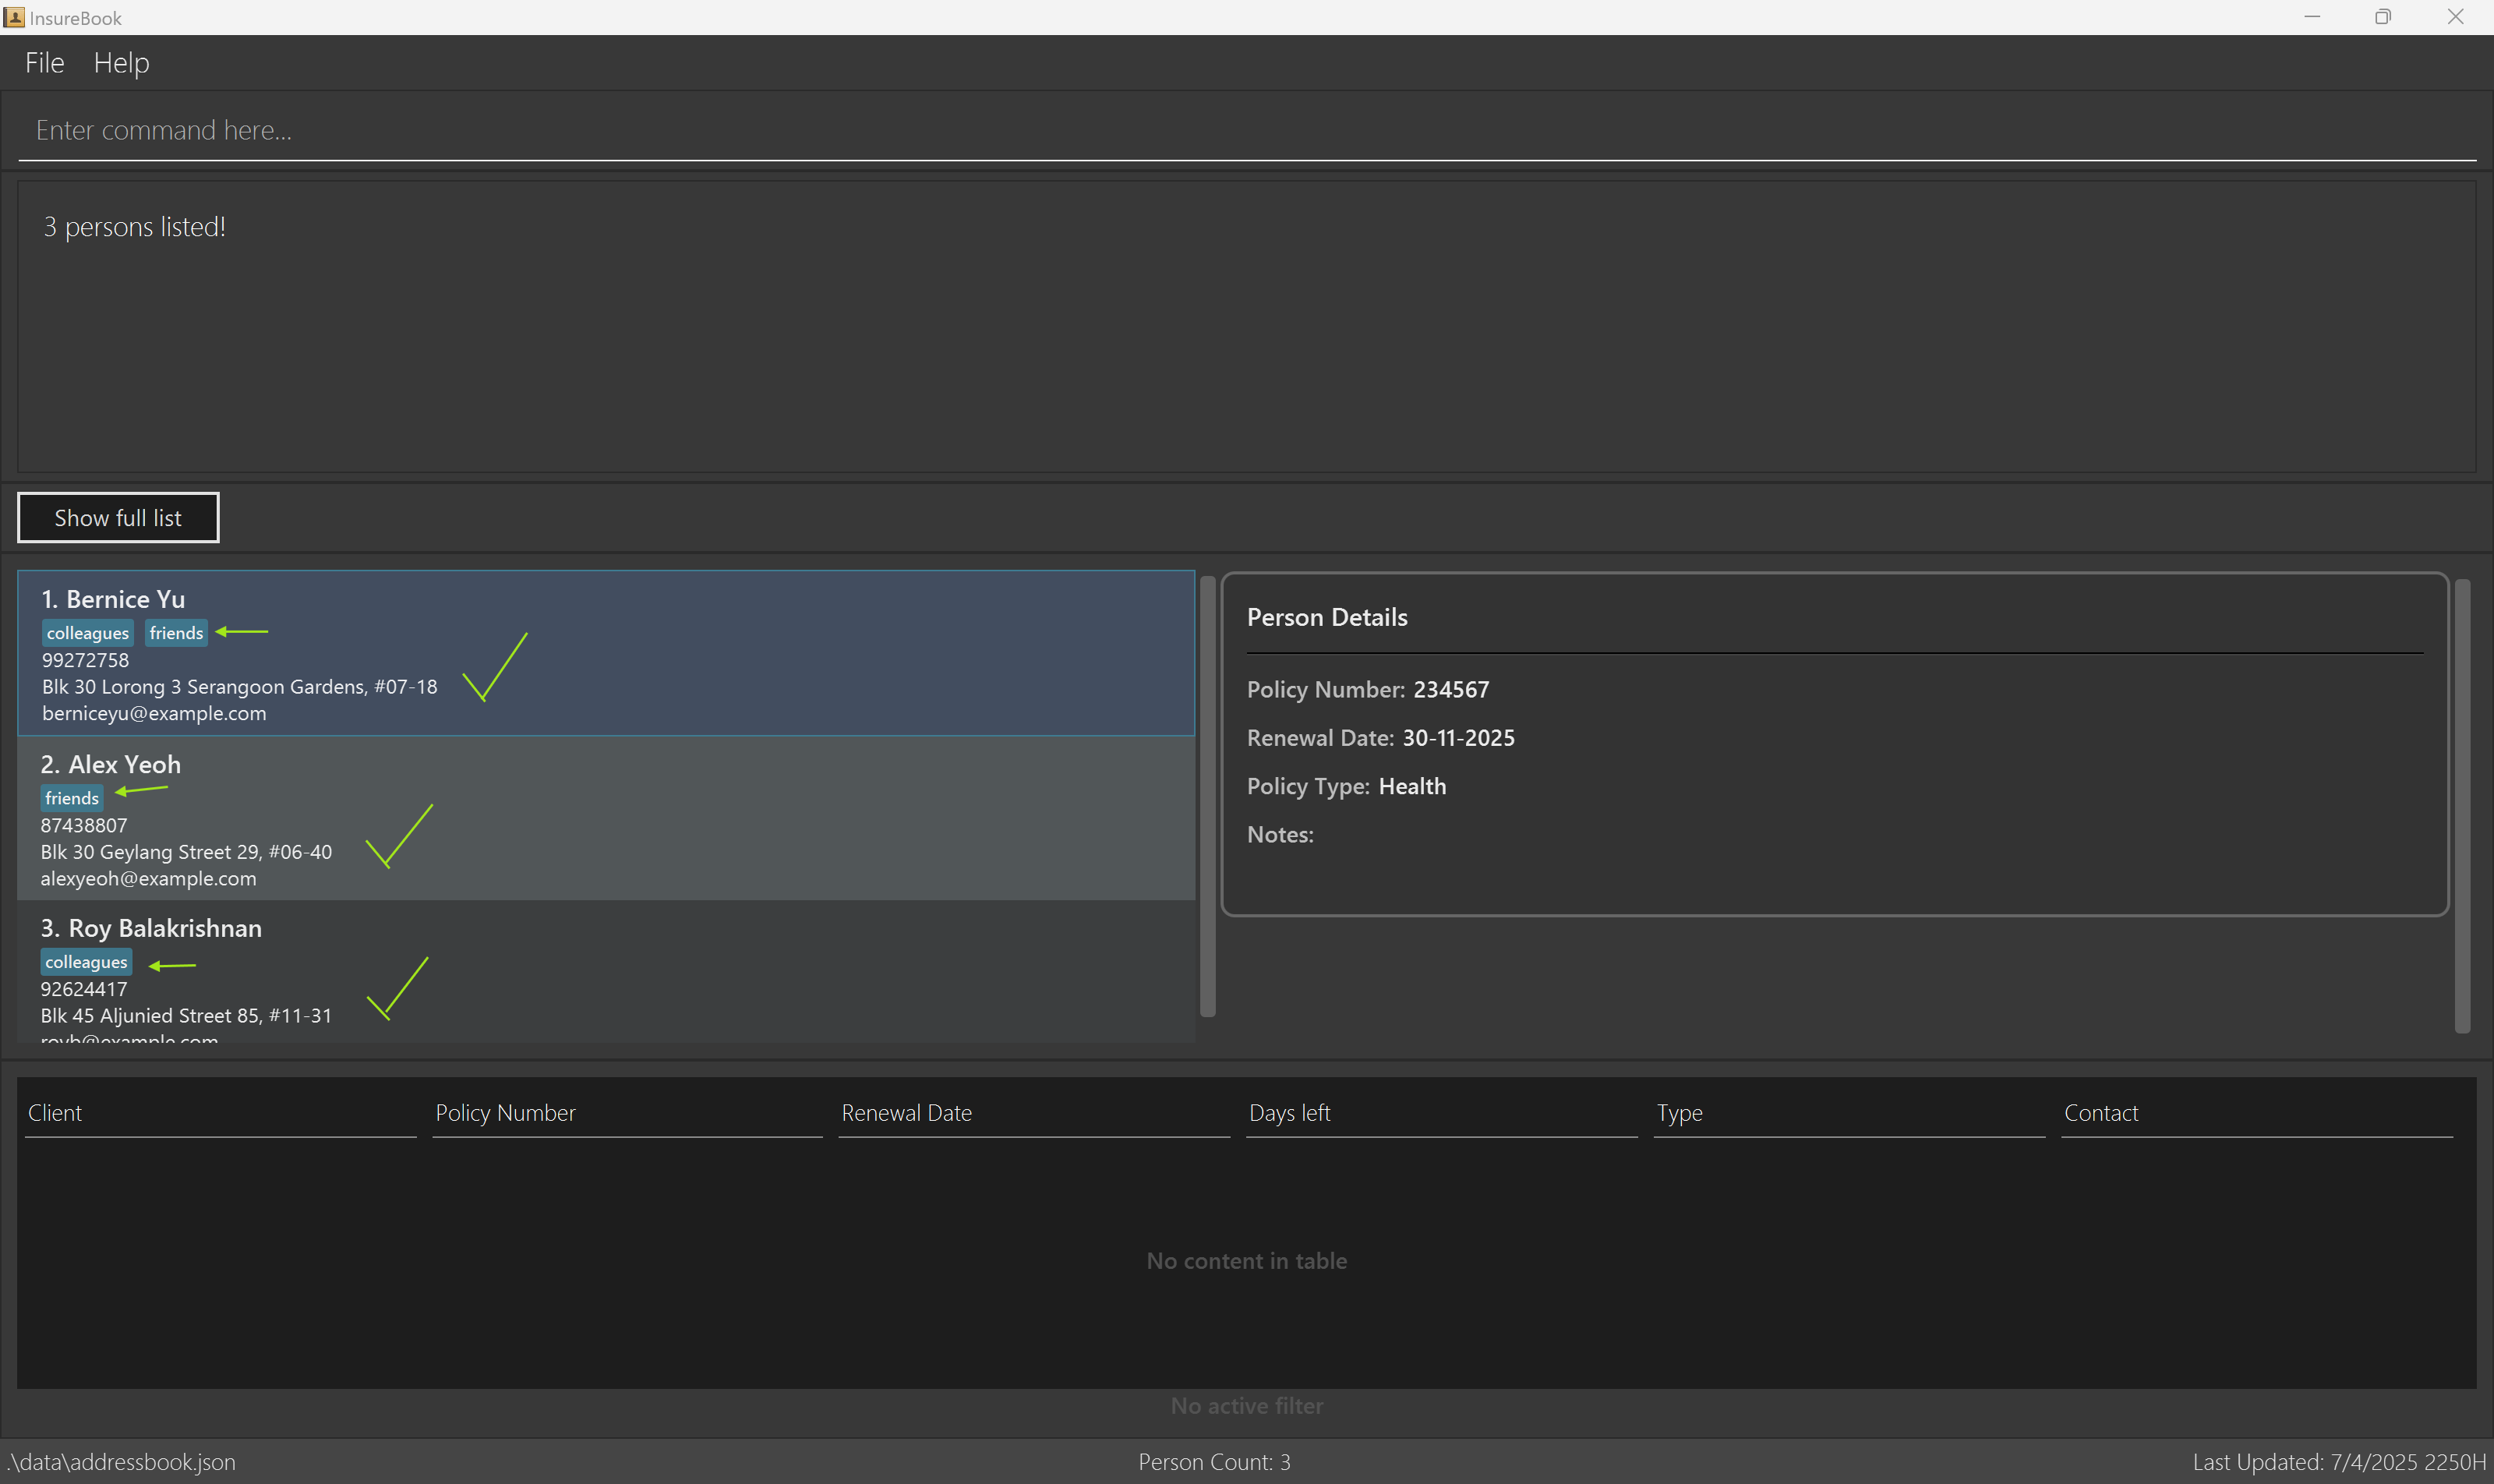 InsureBook
File Help
Enter command here...
3 persons listed!
Show full list
1. Bernice Yu
colleagues friends
99272758
Blk 30 Lorong 3 Serangoon Gardens, #07-18
berniceyu@example.com
2. Alex Yeoh
friends
87438807
Blk 30 Geylang Street 29, #06-40
alexyeoh@example.com
3. Roy Balakrishnan
colleagues
92624417
Blk 45 Aljunied Street 85, #11-31
royb@example.com
Person Details
Policy Number: 234567
Renewal Date: 30-11-2025
Policy Type: Health
Notes:
Client Policy Number Renewal Date Days left Type Contact
No content in table
No active filter
.\data\addressbook.json Person Count: 3 Last Updated: 7/4/2025 2250H